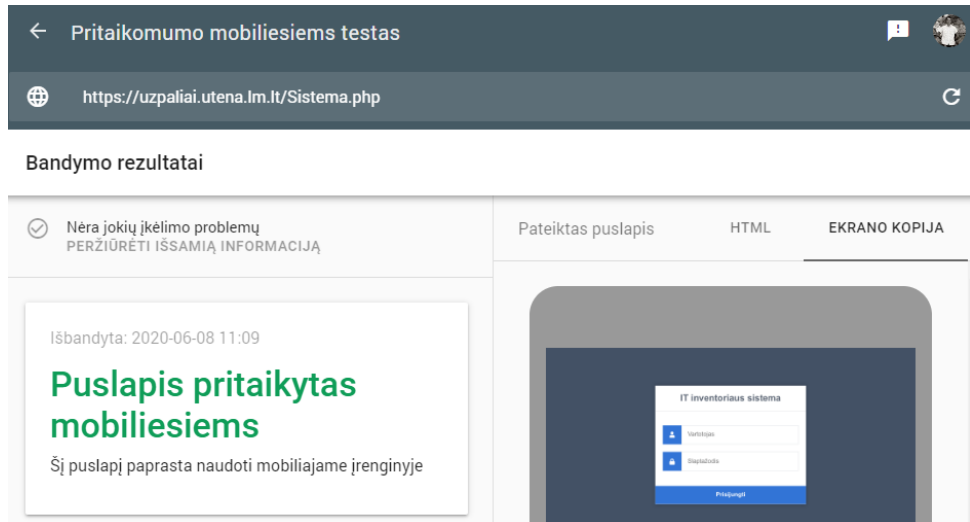 Pritaikomumo mobiliesiems testas
https://uzpaliai.utena.lm.lt/Sistema.php
Bandymo rezultatai
Nėra jokių įkėlimo problemų
PERŽIŪRĖTI IŠSAMIĄ INFORMACIJĄ
Pateiktas puslapis
HTML
EKRANO KOPIJA
Išbandyta: 2020-06-08 11:09
Puslapis pritaikytas
mobiliesiems
Šį puslapį paprasta naudoti mobiliajame įrenginyje
IT inventoriaus sistema
Vartotojas
Slaptažodis
Prisijungti